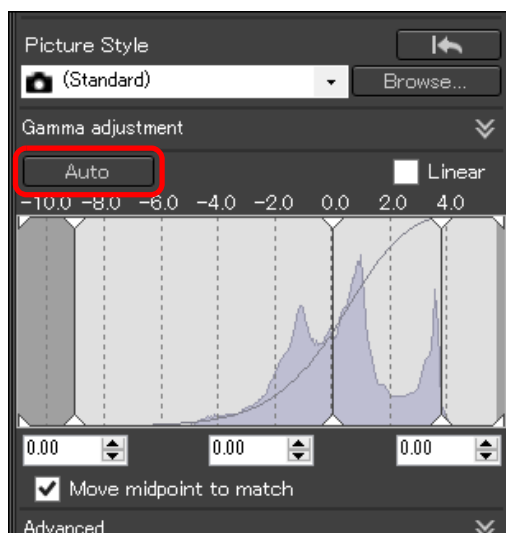 Picture Style
(Standard)
Browse...
Gamma adjustment
Auto
Linear
-10.0 -8.0 -6.0 -4.0 -2.0 0.0 2.0 4.0
0.00 0.00 0.00
Move midpoint to match
Advanced